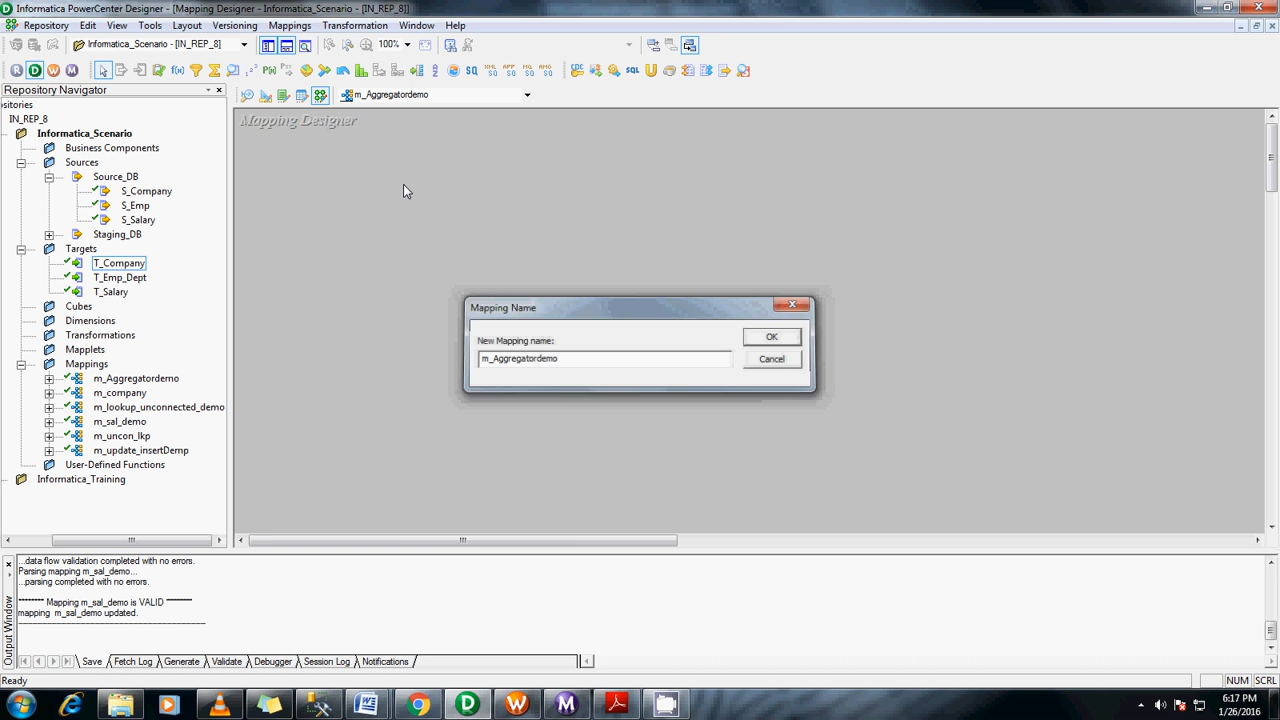 Informatica PowerCenter Designer - [Mapping Designer - Informatica_Scenario - [IN_REP_8]]
Repository Edit View Tools Layout Versioning Mappings Transformation Window Help
Informatica_Scenario - [IN_REP_8] 100%
Repository Navigator
m_Aggregatordemo
sitories
IN_REP_8
Informatica_Scenario
Business Components
Sources
Source_DB
S_Company
S_Emp
S_Salary
Staging_DB
Targets
T_Company
T_Emp_Dept
T_Salary
Cubes
Dimensions
Transformations
Mapplets
Mappings
m_Aggregatordemo
m_company
m_lookup_unconnected_demo
m_sal_demo
m_uncon_lkp
m_update_insertDemp
User-Defined Functions
Informatica_Training
Mapping Designer
Mapping Name
New Mapping name:
m_Aggregatordemo
OK
Cancel
...data flow validation completed with no errors.
Parsing mapping m_sal_demo...
...parsing completed with no errors.
******** Mapping m_sal_demo is VALID ********
mapping m_sal_demo updated.
Output Window
Save Fetch Log Generate Validate Debugger Session Log Notifications
Ready
NUM SCRL
6:17 PM
1/26/2016